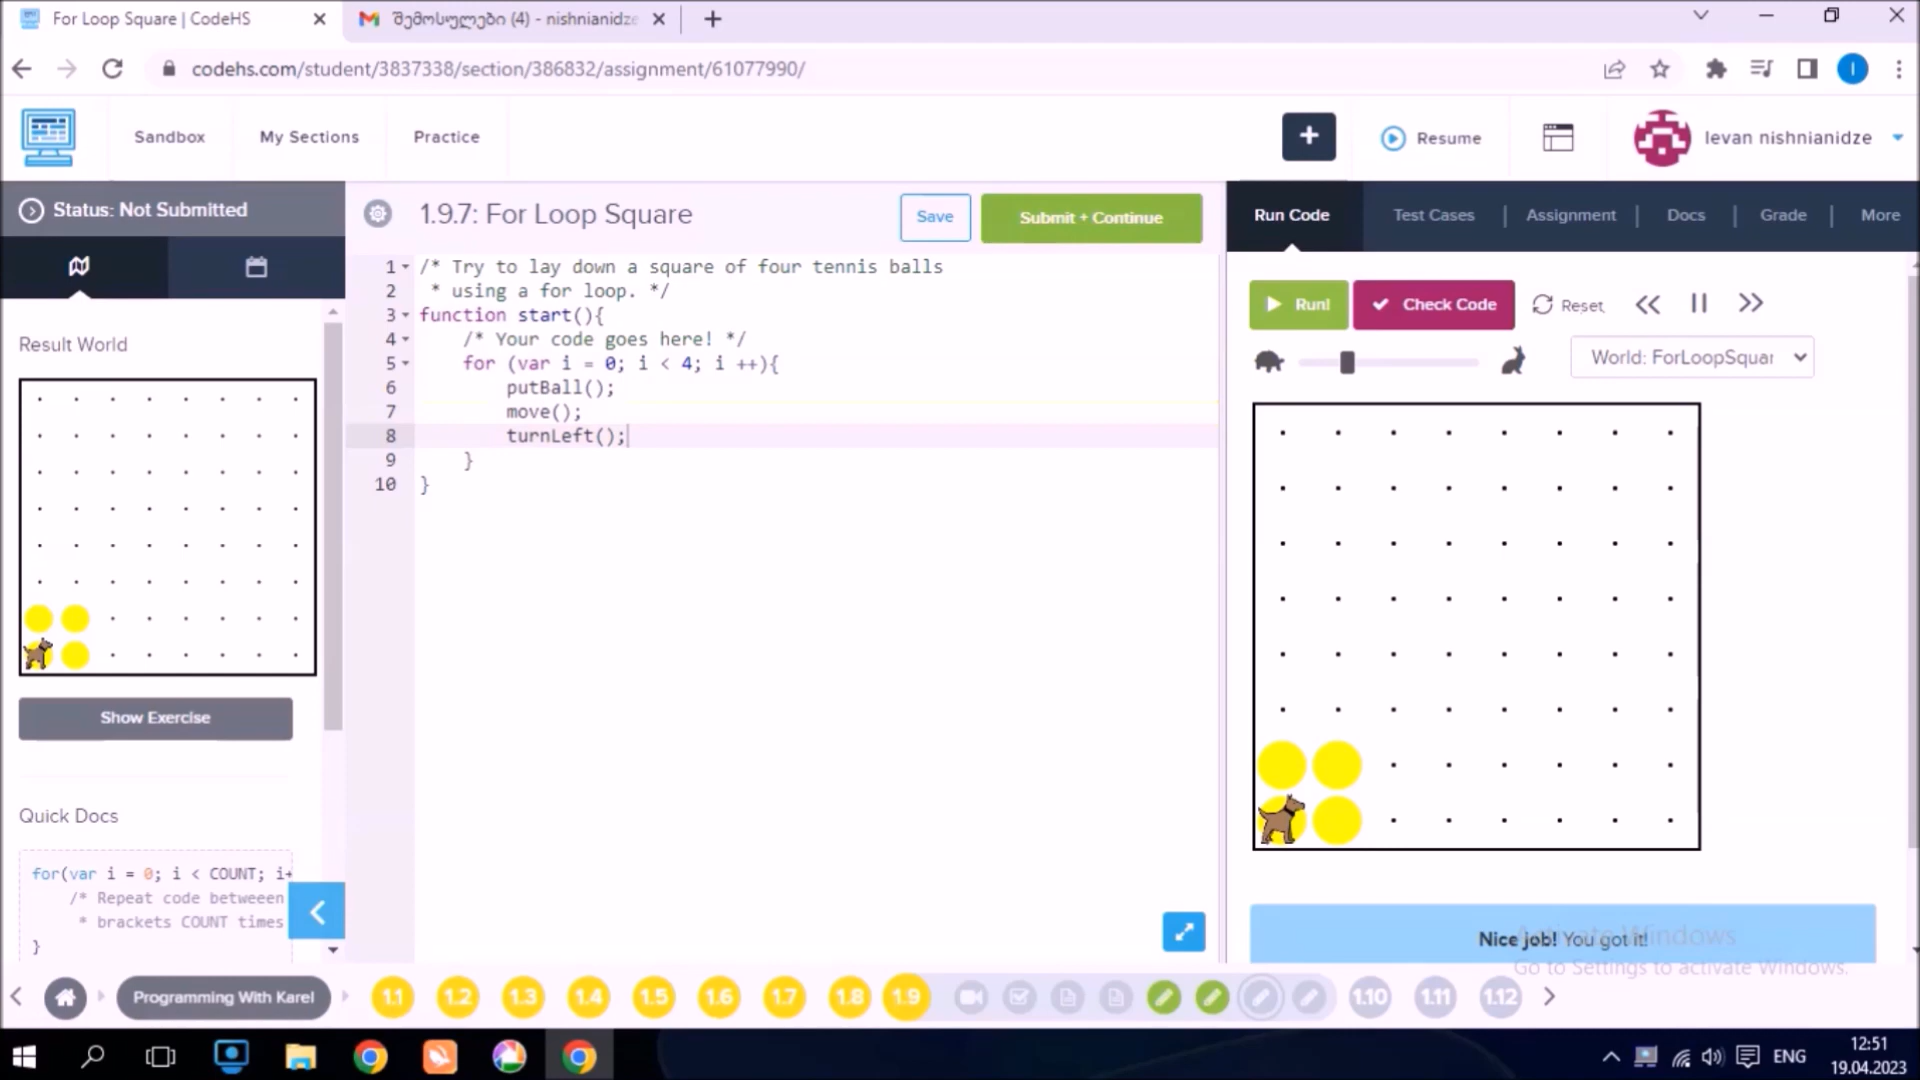 For Loop Square | CodeHS
შემოსულები (4) - nishnianidze
codehs.com/student/3837338/section/386832/assignment/61077990/
I
Sandbox
My Sections
Practice
Resume
levan nishnianidze
Status: Not Submitted
1.9.7: For Loop Square
Save
Submit + Continue
Run Code
Test Cases
Assignment
Docs
Grade
More
Result World
Show Exercise
Quick Docs
for(var i = 0; i < COUNT; i+
/* Repeat code betweeen
* brackets COUNT times
}
1 /* Try to lay down a square of four tennis balls
2 * using a for loop. */
3 function start(){
4 /* Your code goes here! */
5 for (var i = 0; i < 4; i ++){
6 putBall();
7 move();
8 turnLeft();
9 }
10 }
Run!
Check Code
Reset
World: ForLoopSquar
Nice job! You got it!
Activate Windows
Go to Settings to activate Windows.
Programming With Karel
1.1
1.2
1.3
1.4
1.5
1.6
1.7
1.8
1.9
1.10
1.11
1.12
ENG
12:51
19.04.2023